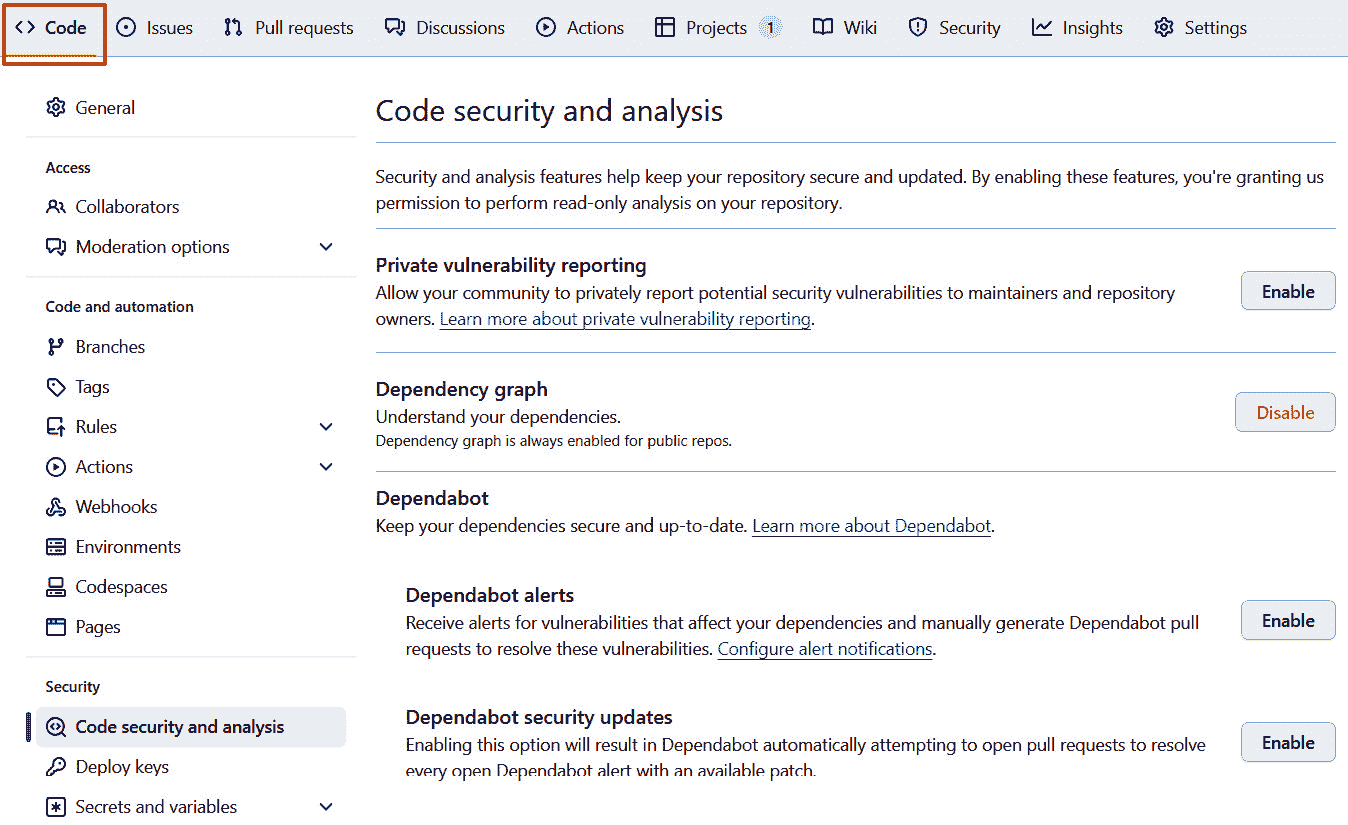 Code Issues Pull requests Discussions Actions Projects 1 Wiki Security Insights Settings
General
Access
Collaborators
Moderation options
Code and automation
Branches
Tags
Rules
Actions
Webhooks
Environments
Codespaces
Pages
Security
Code security and analysis
Deploy keys
Secrets and variables
Code security and analysis
Security and analysis features help keep your repository secure and updated. By enabling these features, you're granting us
permission to perform read-only analysis on your repository.
Private vulnerability reporting
Allow your community to privately report potential security vulnerabilities to maintainers and repository
owners. Learn more about private vulnerability reporting.
Enable
Dependency graph
Understand your dependencies.
Dependency graph is always enabled for public repos.
Disable
Dependabot
Keep your dependencies secure and up-to-date. Learn more about Dependabot.
Dependabot alerts
Receive alerts for vulnerabilities that affect your dependencies and manually generate Dependabot pull
requests to resolve these vulnerabilities. Configure alert notifications.
Enable
Dependabot security updates
Enabling this option will result in Dependabot automatically attempting to open pull requests to resolve
every open Dependabot alert with an available patch.
Enable